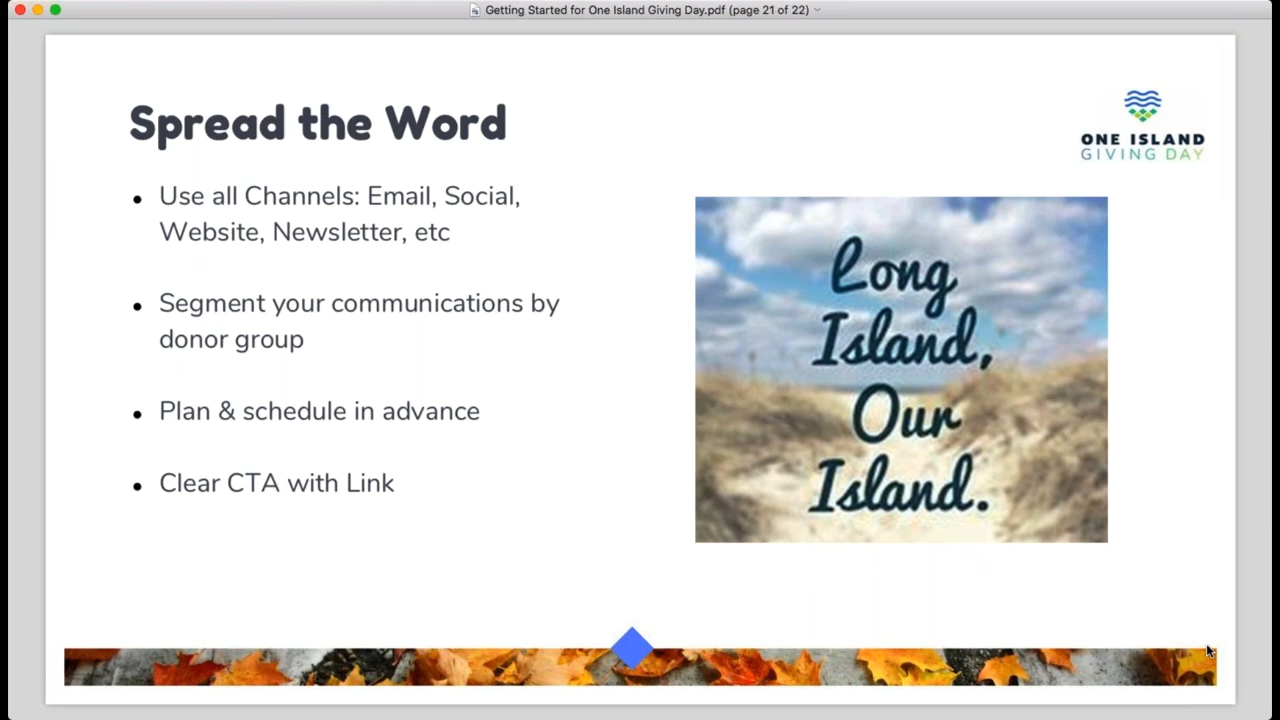 Getting Started for One Island Giving Day.pdf (page 21 of 22)
Spread the Word
ONE ISLAND
GIVING DAY
• Use all Channels: Email, Social,
Website, Newsletter, etc
• Segment your communications by
donor group
• Plan & schedule in advance
• Clear CTA with Link
Long
Island,
Our
Island.